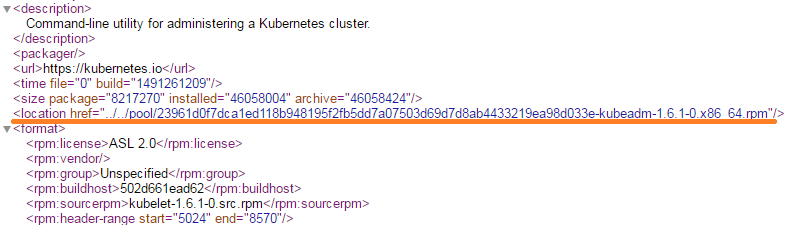 <description>
Command-line utility for administering a Kubernetes cluster.
</description>
<packager/>
<url>https://kubernetes.io</url>
<time file="0" build="1491261209"/>
<size package="8217270" installed="46058004" archive="46058424"/>
<location href="../../pool/23961d0f7dca1ed118b948195f2fb5dd7a07503d69d7d8ab4433219ea98d033e-kubeadm-1.6.1-0.x86_64.rpm"/>
<format>
<rpm:license>ASL 2.0</rpm:license>
<rpm:vendor/>
<rpm:group>Unspecified</rpm:group>
<rpm:buildhost>502d661ead62</rpm:buildhost>
<rpm:sourcerpm>kubelet-1.6.1-0.src.rpm</rpm:sourcerpm>
<rpm:header-range start="5024" end="8570"/>